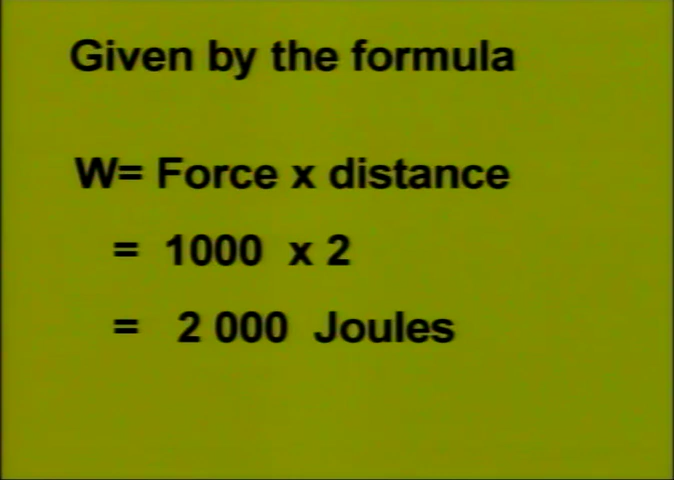 Given by the formula
W= Force x distance
= 1000 x 2
= 2 000 Joules